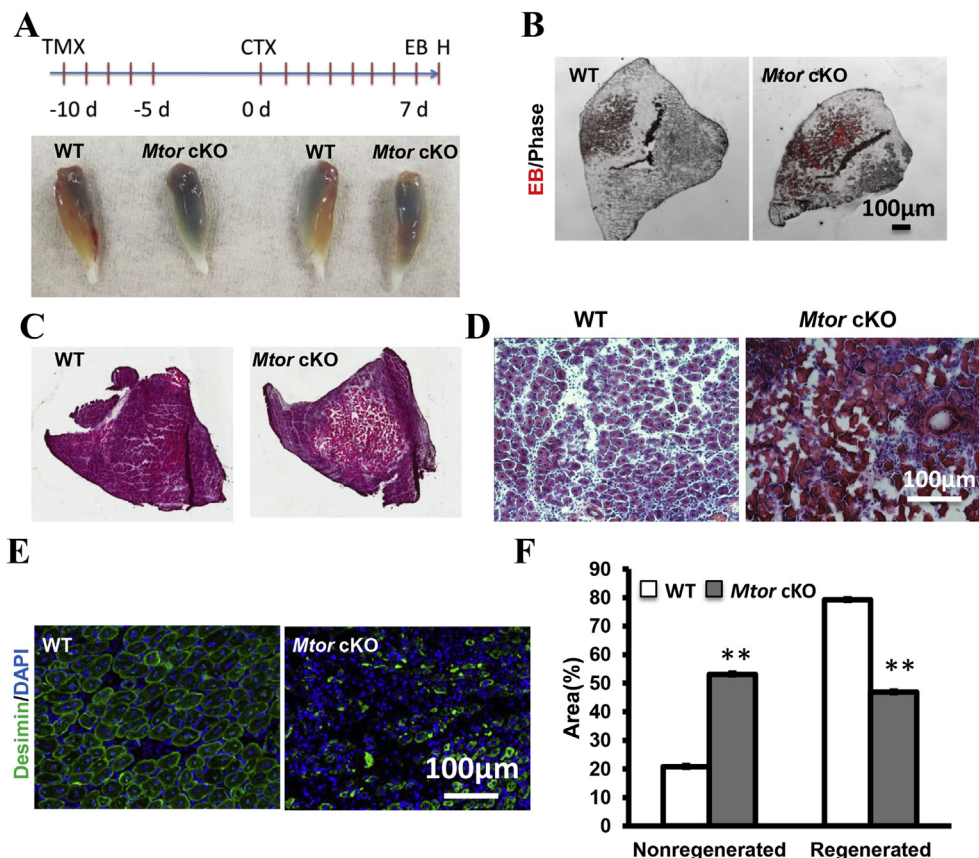 A
TMX CTX EB H
-10 d -5 d 0 d 7 d
WT Mtor cKO WT Mtor cKO
B
WT Mtor cKO
EB/Phase
100µm
C
WT Mtor cKO
D
WT Mtor cKO
100µm
E
WT Mtor cKO
Desimin/DAPI
100µm
F
WT Mtor cKO
Area(%)
90
80
70
60
50
40
30
20
10
0
**
**
Nonregenerated Regenerated